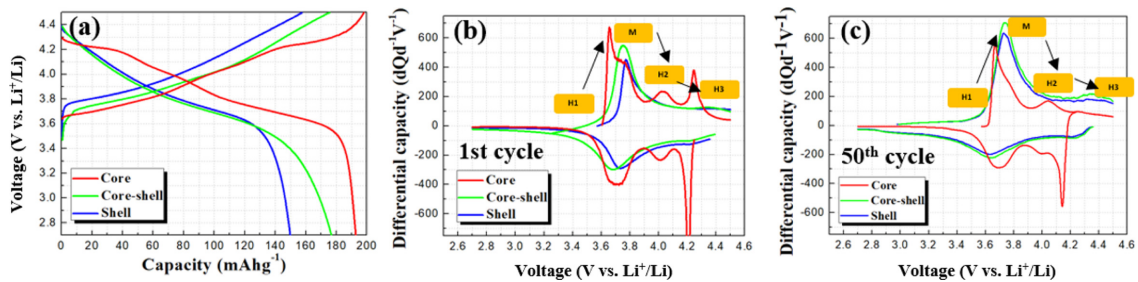 (a)
Voltage (V vs. Li⁺/Li)
4.4
4.2
4.0
3.8
3.6
3.4
3.2
3.0
2.8
Core
Core-shell
Shell
0 20 40 60 80 100 120 140 160 180 200
Capacity (mAhg⁻¹)
(b)
Differential capacity (dQd⁻¹V⁻¹)
600
400
200
0
-200
-400
-600
M
H2
H1
H3
1st cycle
Core
Core-shell
Shell
2.6 2.8 3.0 3.2 3.4 3.6 3.8 4.0 4.2 4.4 4.6
Voltage (V vs. Li⁺/Li)
(c)
Differential capacity (dQd⁻¹V⁻¹)
600
400
200
0
-200
-400
-600
M
H2
H1
H3
50th cycle
Core
Core-shell
Shell
2.6 2.8 3.0 3.2 3.4 3.6 3.8 4.0 4.2 4.4 4.6
Voltage (V vs. Li⁺/Li)